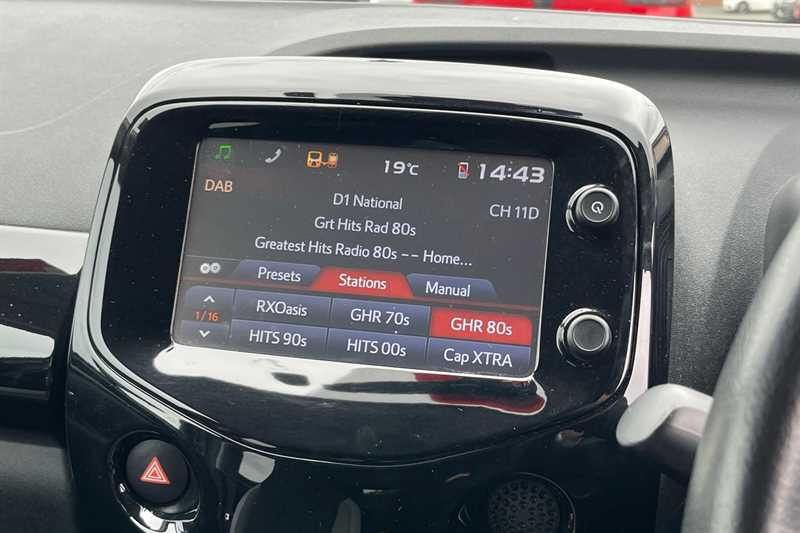 19°C 14:43
DAB
D1 National
CH 11D
Grt Hits Rad 80s
Greatest Hits Radio 80s -- Home...
Presets Stations Manual
1/16
RXOasis GHR 70s GHR 80s
HITS 90s HITS 00s Cap XTRA